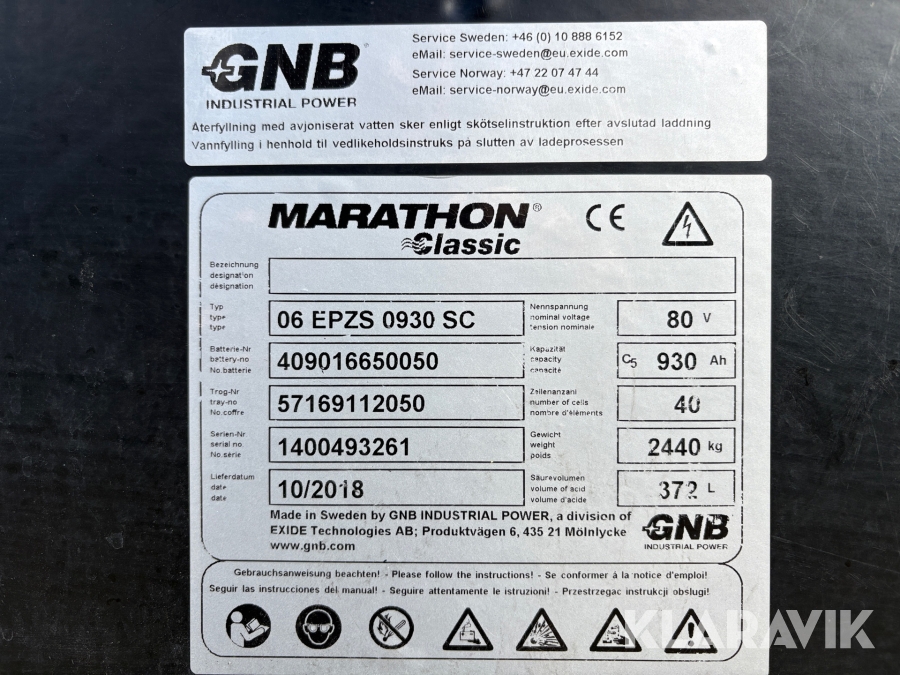 GNB®
INDUSTRIAL POWER
Service Sweden: +46 (0) 10 888 6152
eMail: service-sweden@eu.exide.com
Service Norway: +47 22 07 47 44
eMail: service-norway@eu.exide.com
Återfyllning med avjoniserat vatten sker enligt skötselinstruktion efter avslutad laddning
Vannfylling i henhold til vedlikeholdsinstruks på slutten av ladeprosessen
MARATHON®
Classic
CE
Bezeichnung
designation
désignation
Typ
type
type
06 EPZS 0930 SC
Nennspannung
nominal voltage
tension nominale
80 V
Batterie-Nr
battery-no
No.batterie
409016650050
Kapazität
capacity
capacité
C5 930 Ah
Trog-Nr
tray-no
No.coffre
57169112050
Zellenanzahl
number of cells
nombre d'éléments
40
Serien-Nr.
serial no.
No.série
1400493261
Gewicht
weight
poids
2440 kg
Lieferdatum
date
date
10/2018
Säurevolumen
volume of acid
volume d'acide
372 L
Made in Sweden by GNB INDUSTRIAL POWER, a division of
EXIDE Technologies AB; Produktvägen 6, 435 21 Mölnlycke
www.gnb.com
GNB
INDUSTRIAL POWER
Gebrauchsanweisung beachten! - Please follow the instructions! - Se conformer à la notice d'emploi!
Seguir las instrucciones del manual! - Seguire attentamente le istruzioni! - Przestrzegac instrukcji obslugi!
KLARAVIK